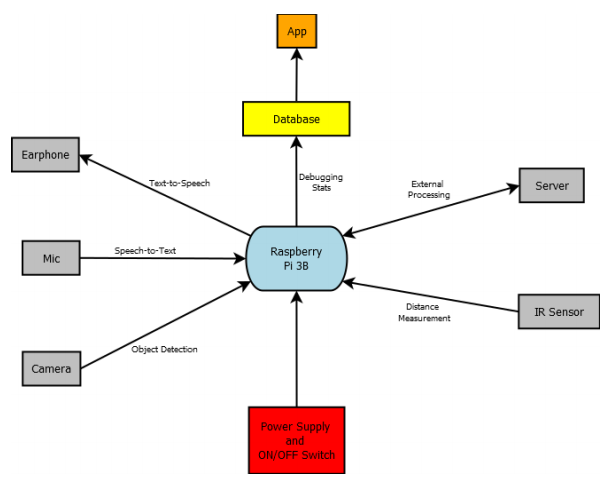 App
Database
Earphone
Text-to-Speech
Debugging
Stats
External
Processing
Server
Mic
Speech-to-Text
Raspberry
Pi 3B
Distance
Measurement
IR Sensor
Camera
Object Detection
Power Supply
and
ON/OFF Switch